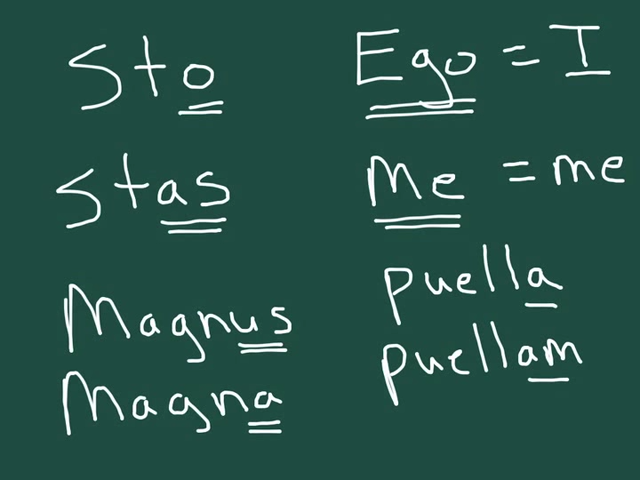 Sto
Stas
Magnus
Magna
Ego = I
Me = me
puella
puellam